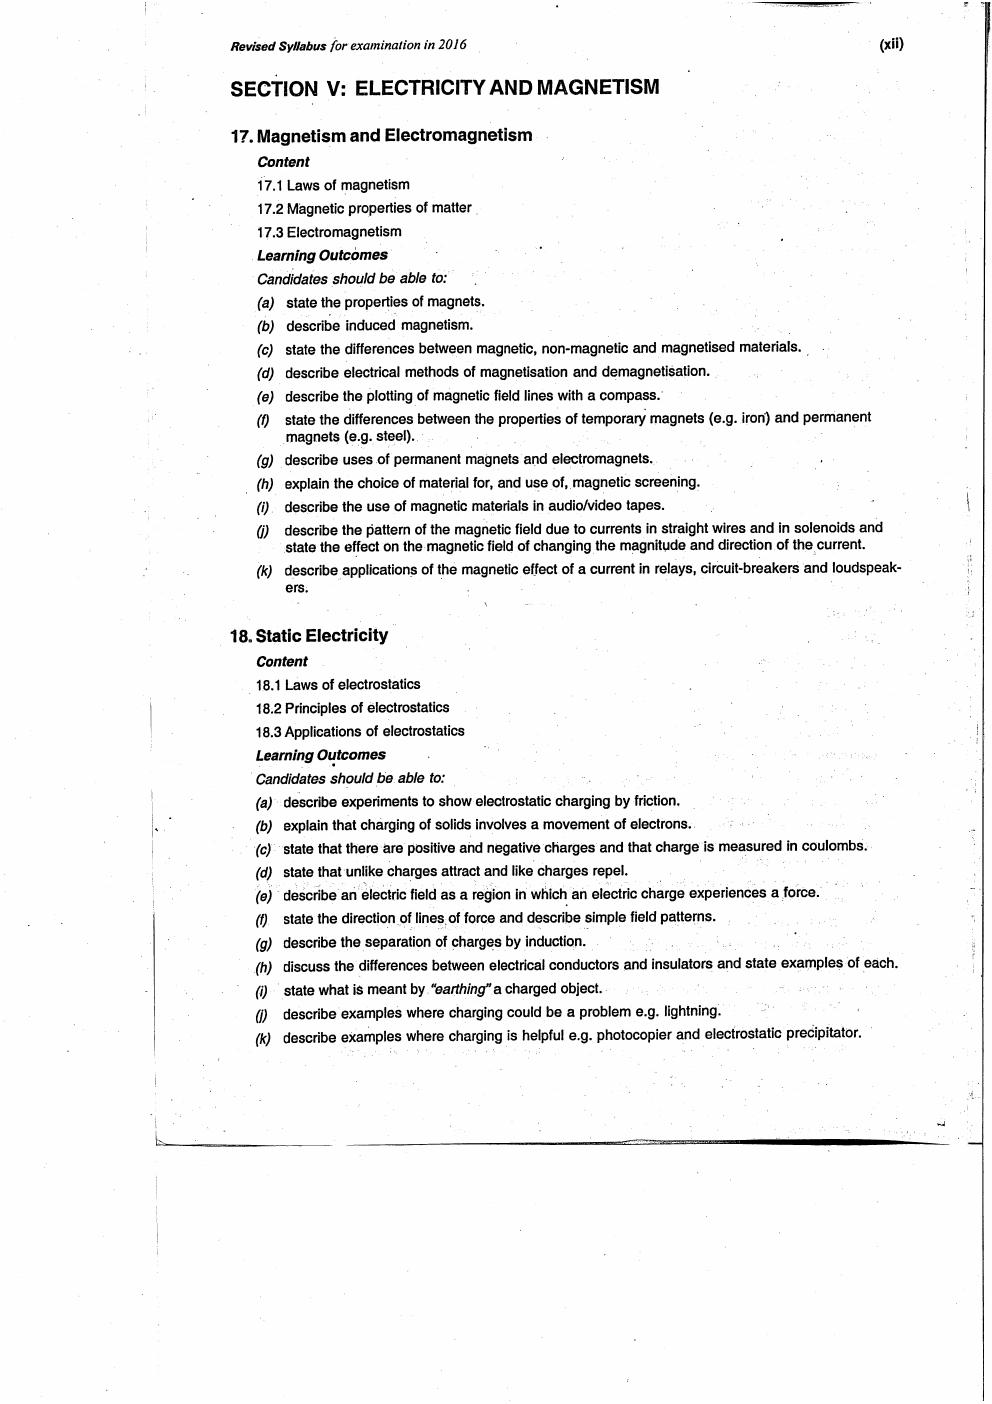 Revised Syllabus for examination in 2016
(xii)
SECTION V: ELECTRICITY AND MAGNETISM
17. Magnetism and Electromagnetism
Content
17.1 Laws of magnetism
17.2 Magnetic properties of matter
17.3 Electromagnetism
Learning Outcomes
Candidates should be able to:
(a) state the properties of magnets.
(b) describe induced magnetism.
(c) state the differences between magnetic, non-magnetic and magnetised materials.
(d) describe electrical methods of magnetisation and demagnetisation.
(e) describe the plotting of magnetic field lines with a compass.
(f) state the differences between the properties of temporary magnets (e.g. iron) and permanent
magnets (e.g. steel).
(g) describe uses of permanent magnets and electromagnets.
(h) explain the choice of material for, and use of, magnetic screening.
(i) describe the use of magnetic materials in audio/video tapes.
(j) describe the pattern of the magnetic field due to currents in straight wires and in solenoids and
state the effect on the magnetic field of changing the magnitude and direction of the current.
(k) describe applications of the magnetic effect of a current in relays, circuit-breakers and loudspeak-
ers.
18. Static Electricity
Content
18.1 Laws of electrostatics
18.2 Principles of electrostatics
18.3 Applications of electrostatics
Learning Outcomes
Candidates should be able to:
(a) describe experiments to show electrostatic charging by friction.
(b) explain that charging of solids involves a movement of electrons.
(c) state that there are positive and negative charges and that charge is measured in coulombs.
(d) state that unlike charges attract and like charges repel.
(e) describe an electric field as a region in which an electric charge experiences a force.
(f) state the direction of lines of force and describe simple field patterns.
(g) describe the separation of charges by induction.
(h) discuss the differences between electrical conductors and insulators and state examples of each.
(i) state what is meant by "earthing" a charged object.
(j) describe examples where charging could be a problem e.g. lightning.
(k) describe examples where charging is helpful e.g. photocopier and electrostatic precipitator.